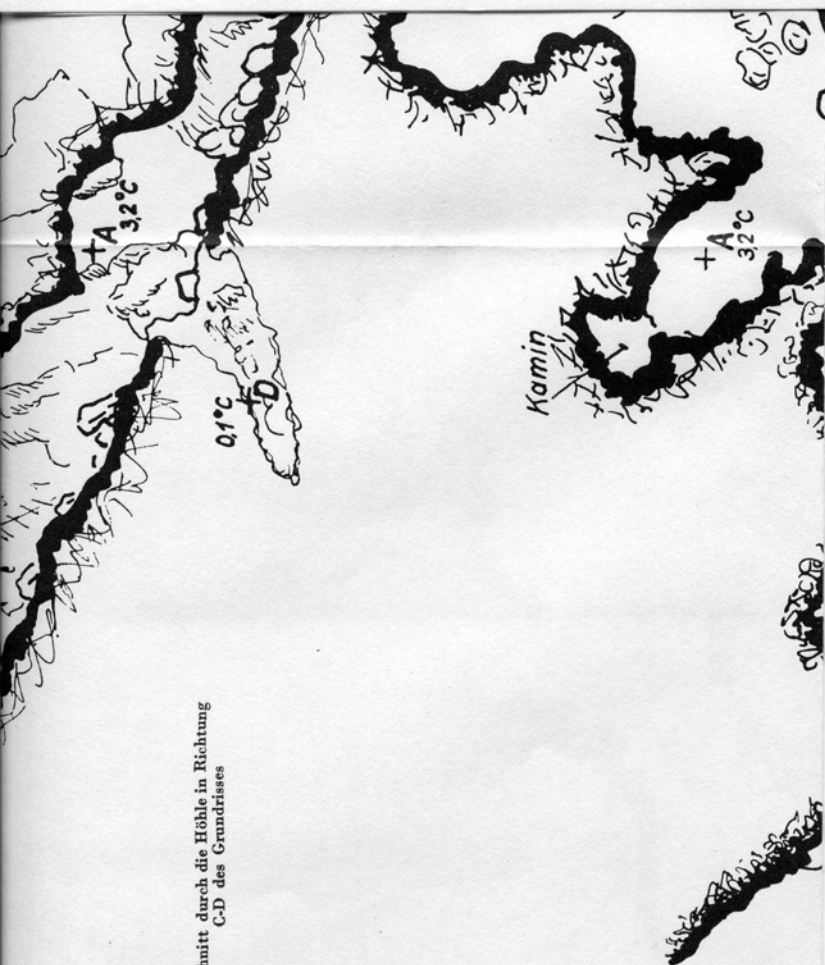 A
3,2°C
0,1°C
D
Kamin
A
3,2°C
nitt durch die Höhle in Richtung
C-D des Grundrisses